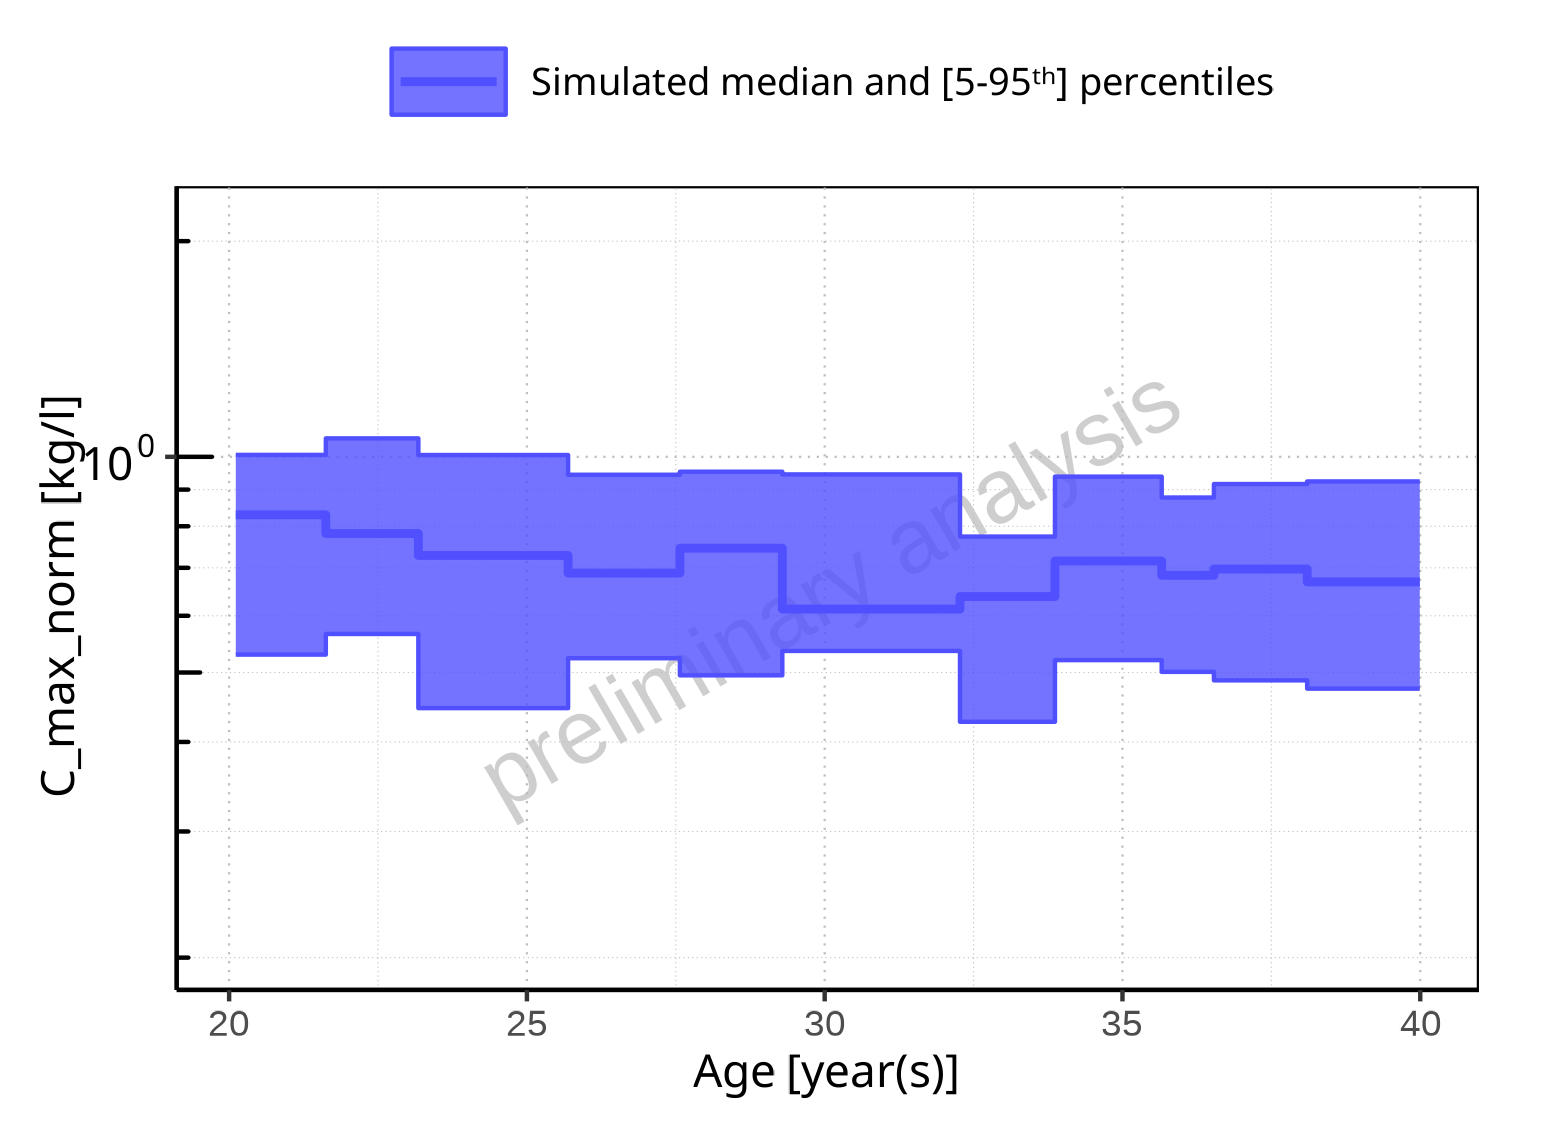 Simulated median and [5-95ᵗʰ] percentiles
C_max_norm [kg/l]
10⁰
preliminary analysis
20 25 30 35 40
Age [year(s)]